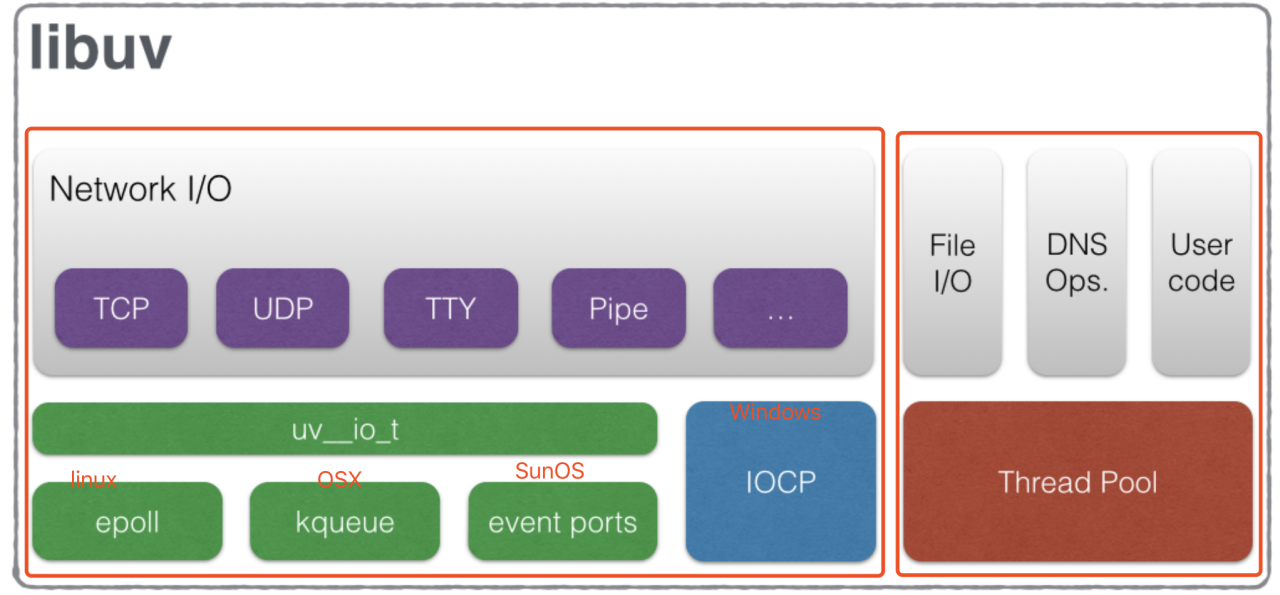 libuv
Network I/O
TCP
UDP
TTY
Pipe
...
File
I/O
DNS
Ops.
User
code
uv__io_t
linux
epoll
OSX
kqueue
SunOS
event ports
Windows
IOCP
Thread Pool